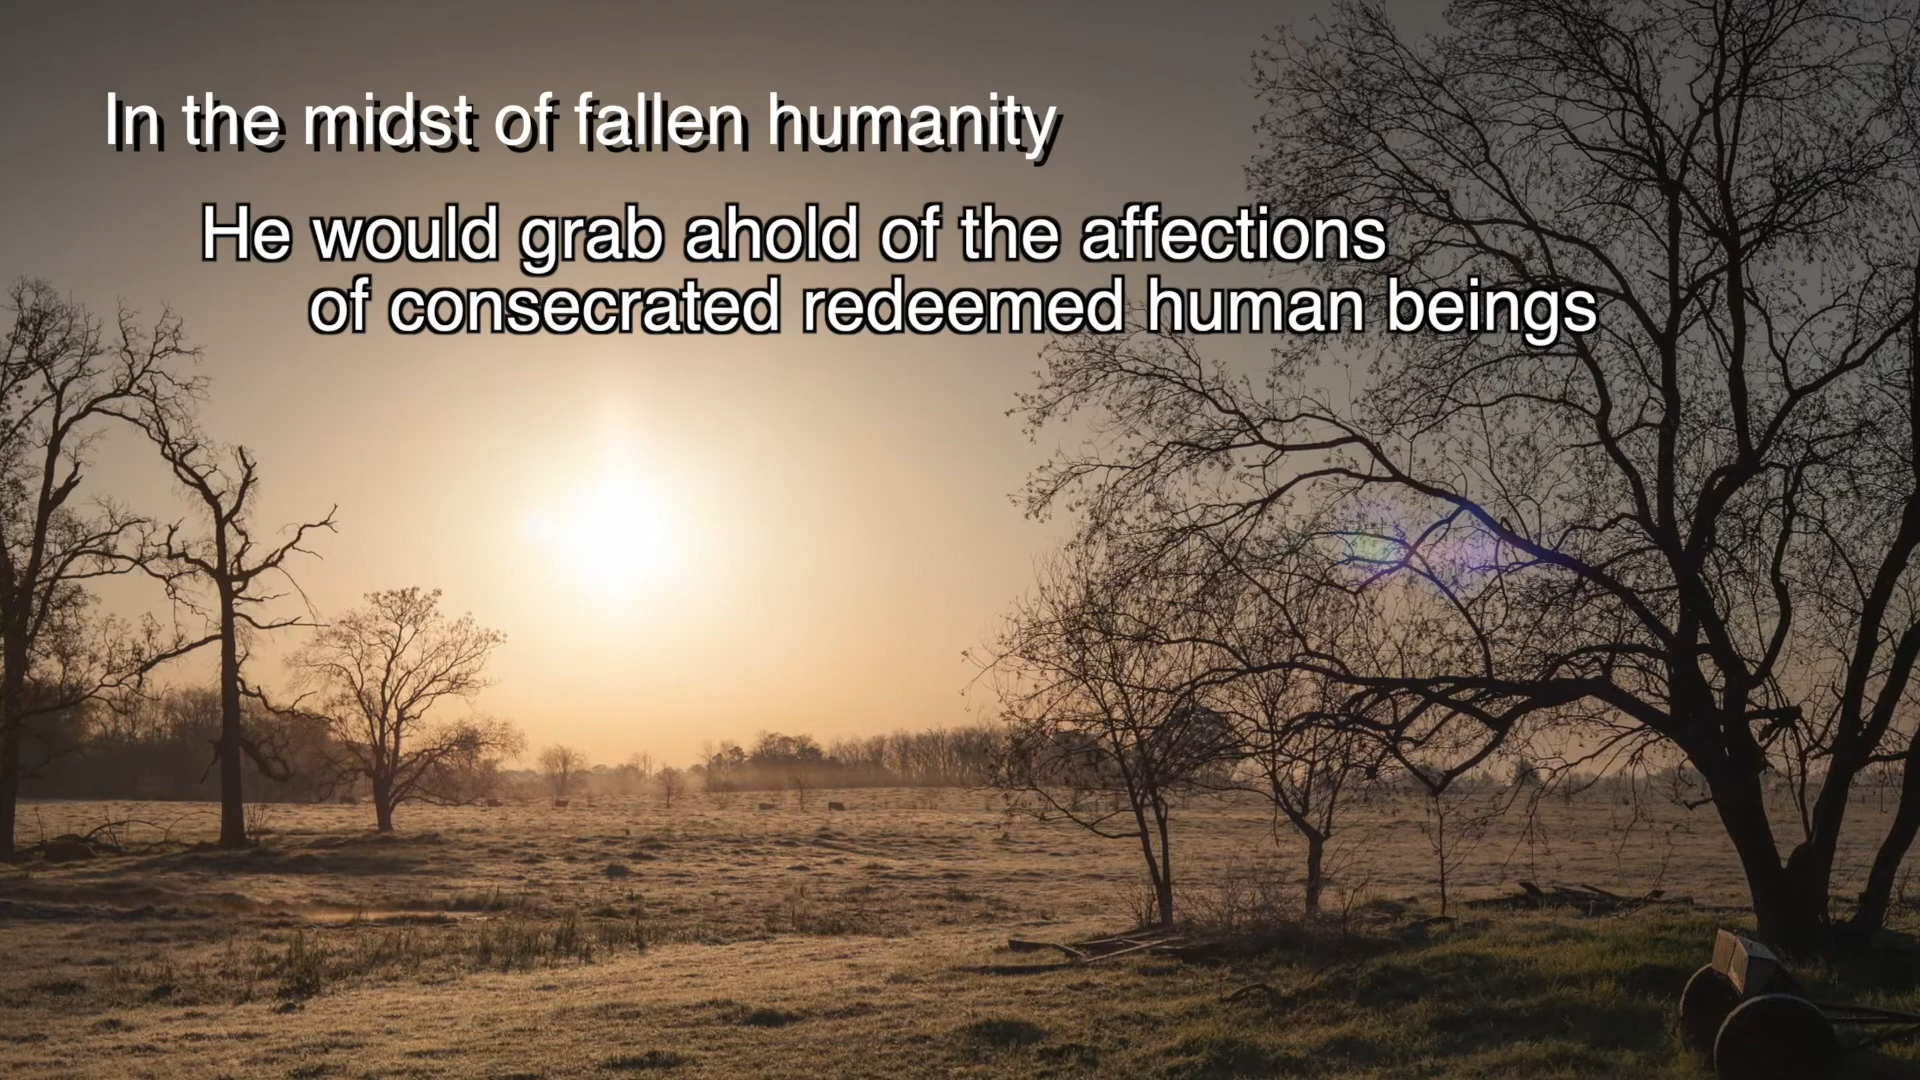 In the midst of fallen humanity
He would grab ahold of the affections
of consecrated redeemed human beings